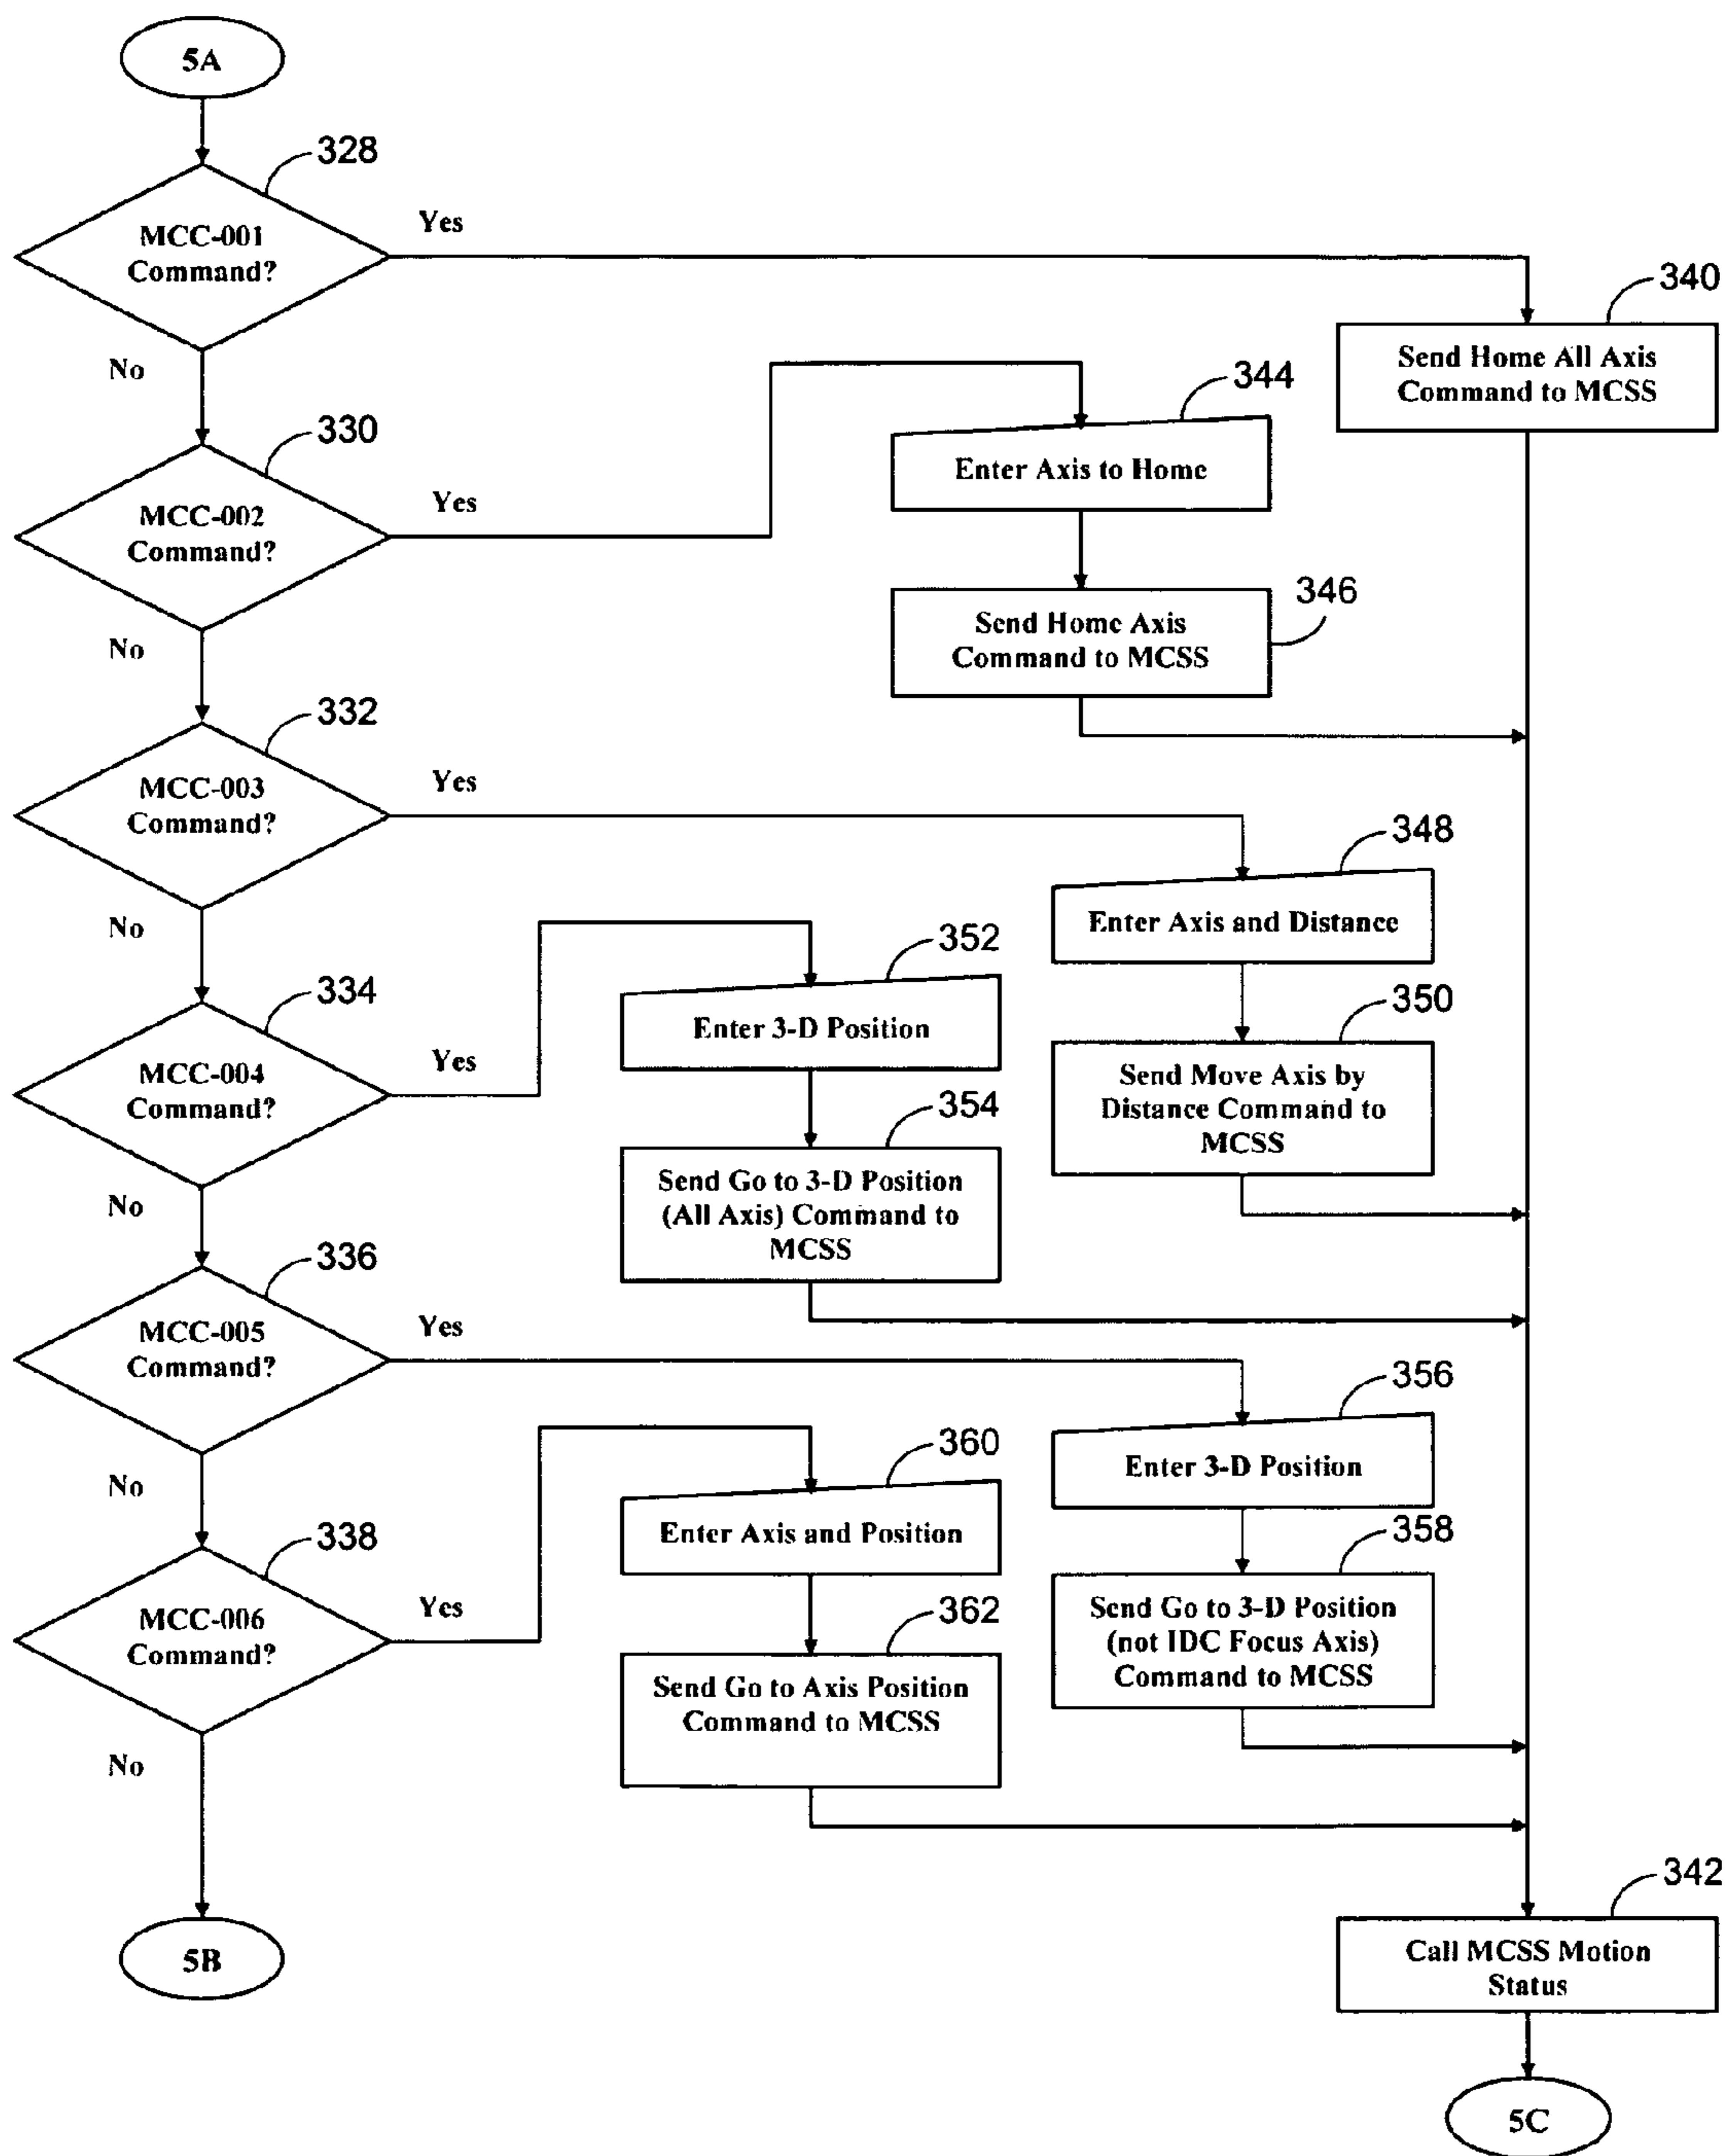 5A
328
MCC-001
Command?
Yes
No
340
Send Home All Axis
Command to MCSS
330
MCC-002
Command?
Yes
No
344
Enter Axis to Home
346
Send Home Axis
Command to MCSS
332
MCC-003
Command?
Yes
No
348
Enter Axis and Distance
350
Send Move Axis by
Distance Command to
MCSS
334
MCC-004
Command?
Yes
No
352
Enter 3-D Position
354
Send Go to 3-D Position
(All Axis) Command to
MCSS
336
MCC-005
Command?
Yes
No
356
Enter 3-D Position
358
Send Go to 3-D Position
(not IDC Focus Axis)
Command to MCSS
338
MCC-006
Command?
Yes
No
360
Enter Axis and Position
362
Send Go to Axis Position
Command to MCSS
5B
342
Call MCSS Motion
Status
5C